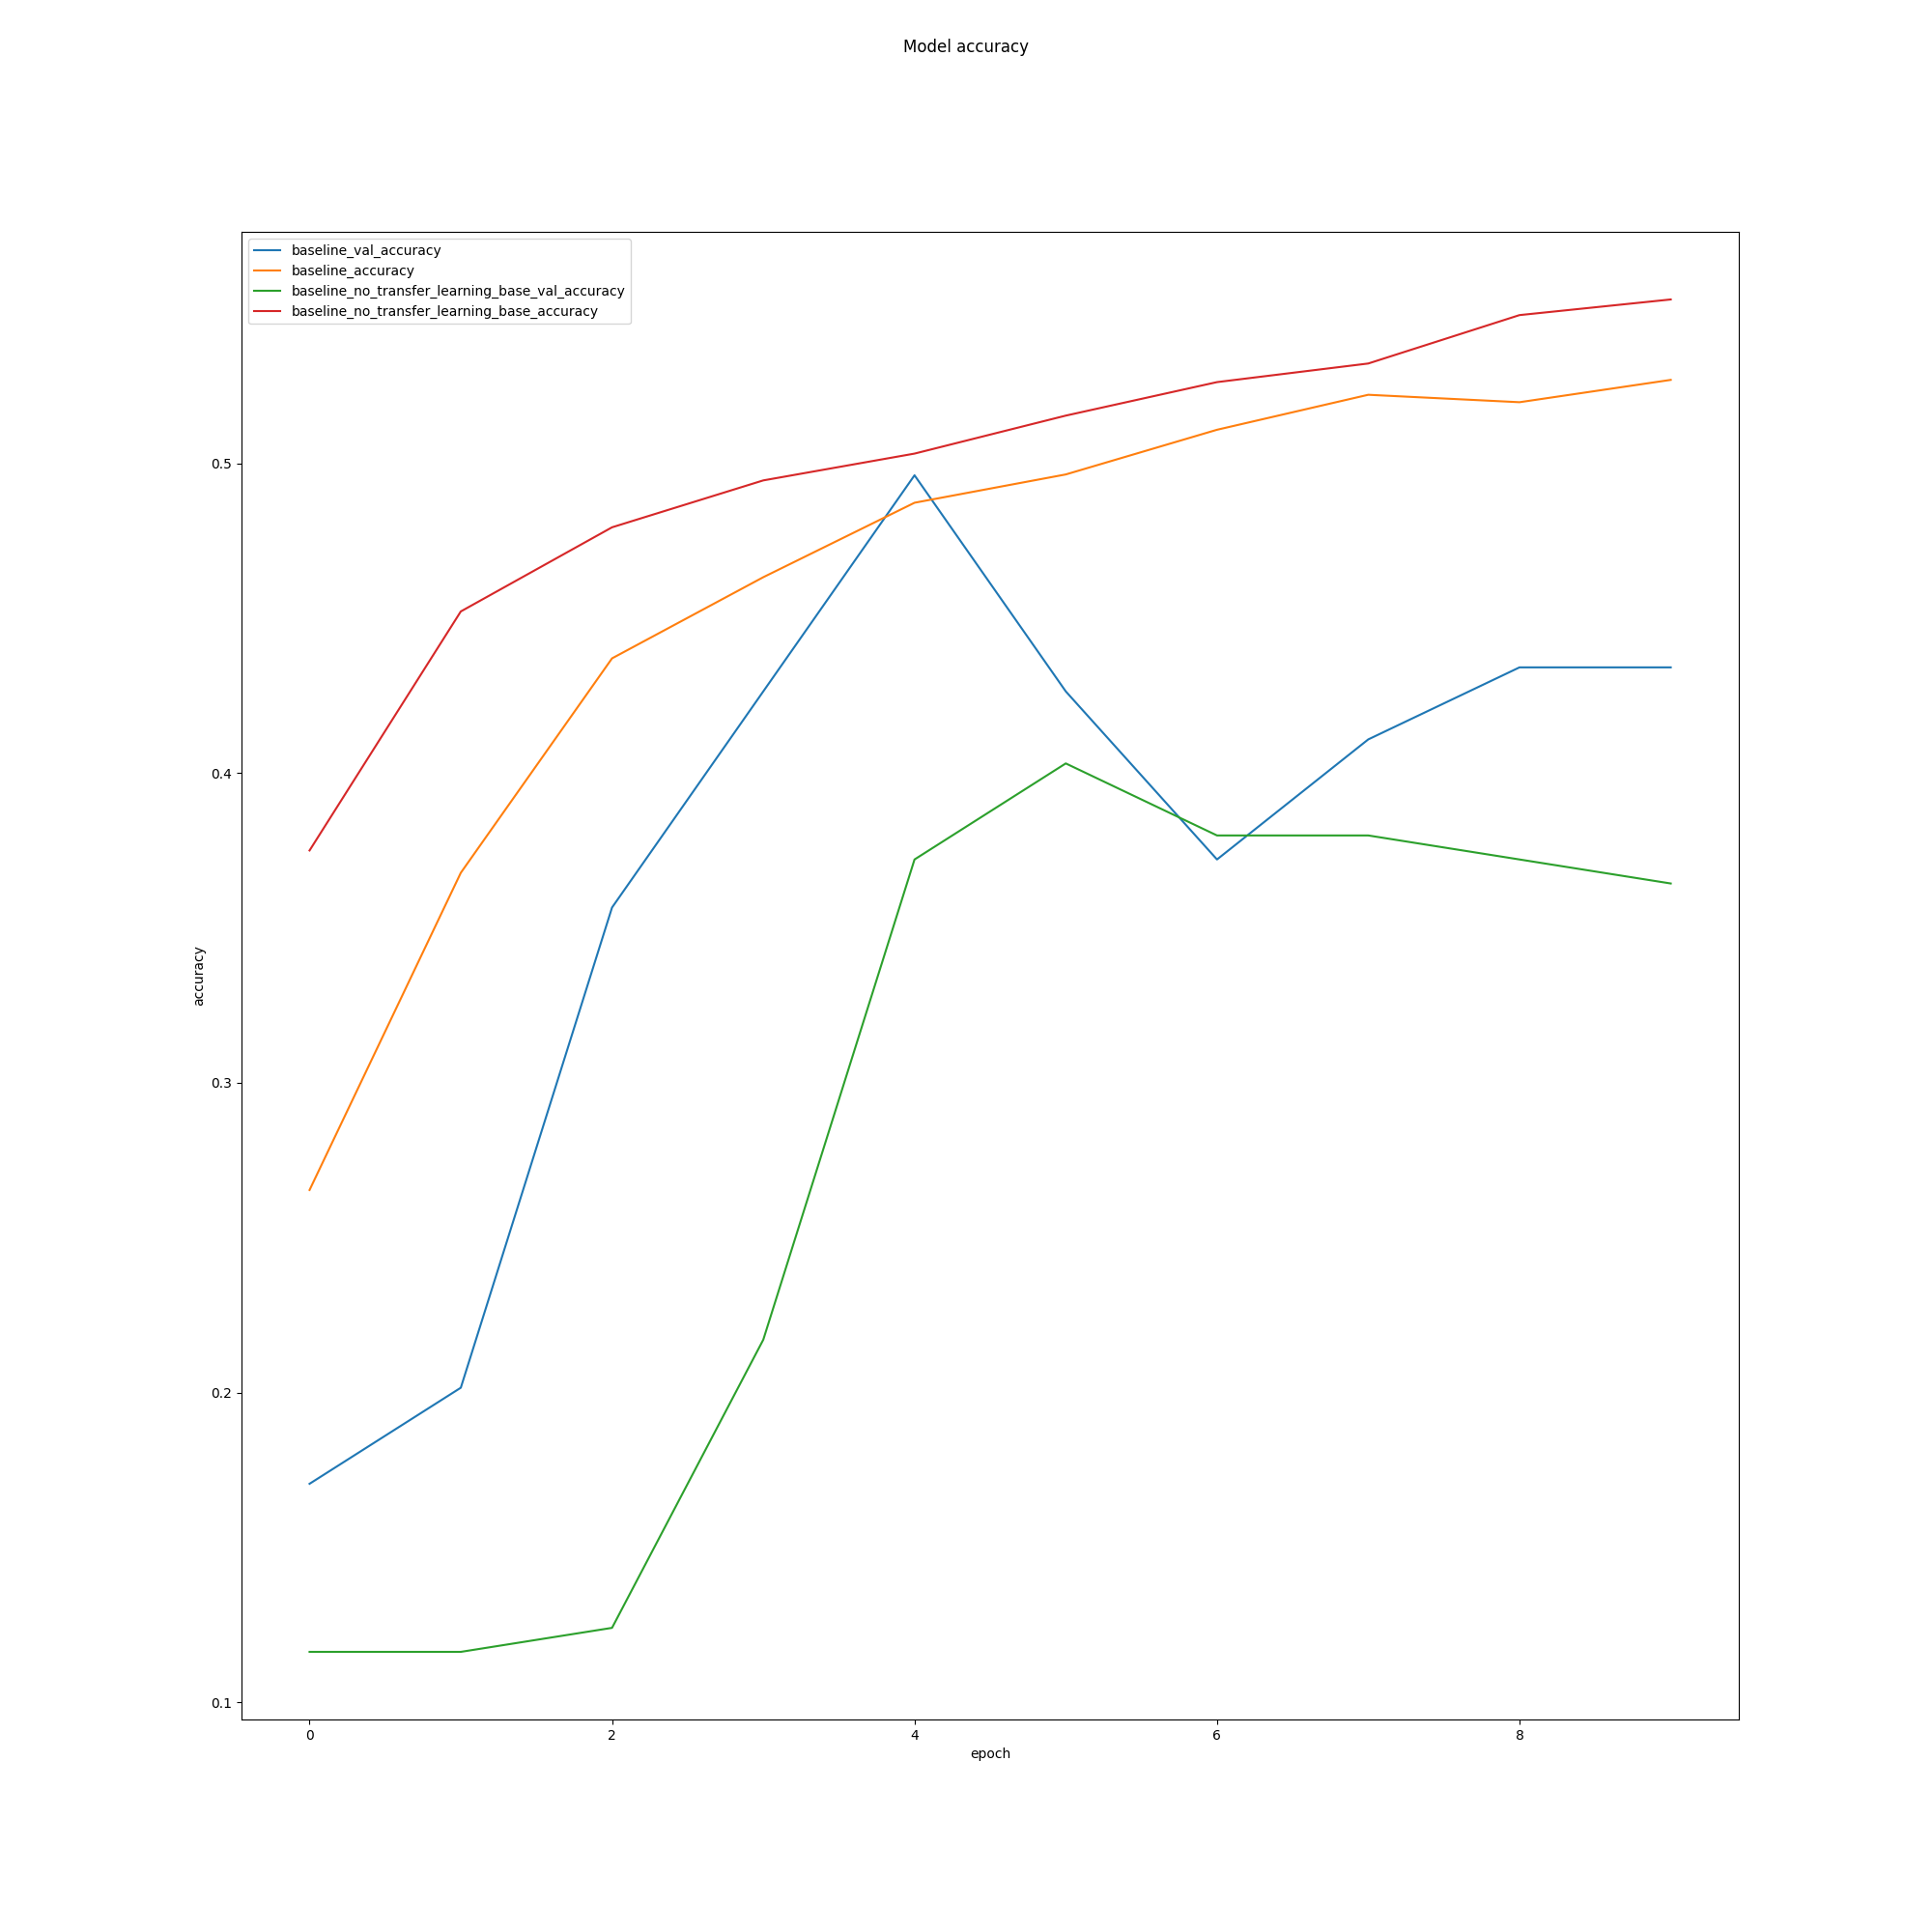 Model accuracy
baseline_val_accuracy
baseline_accuracy
baseline_no_transfer_learning_base_val_accuracy
baseline_no_transfer_learning_base_accuracy
0.5
0.4
0.3
0.2
0.1
accuracy
0 2 4 6 8
epoch